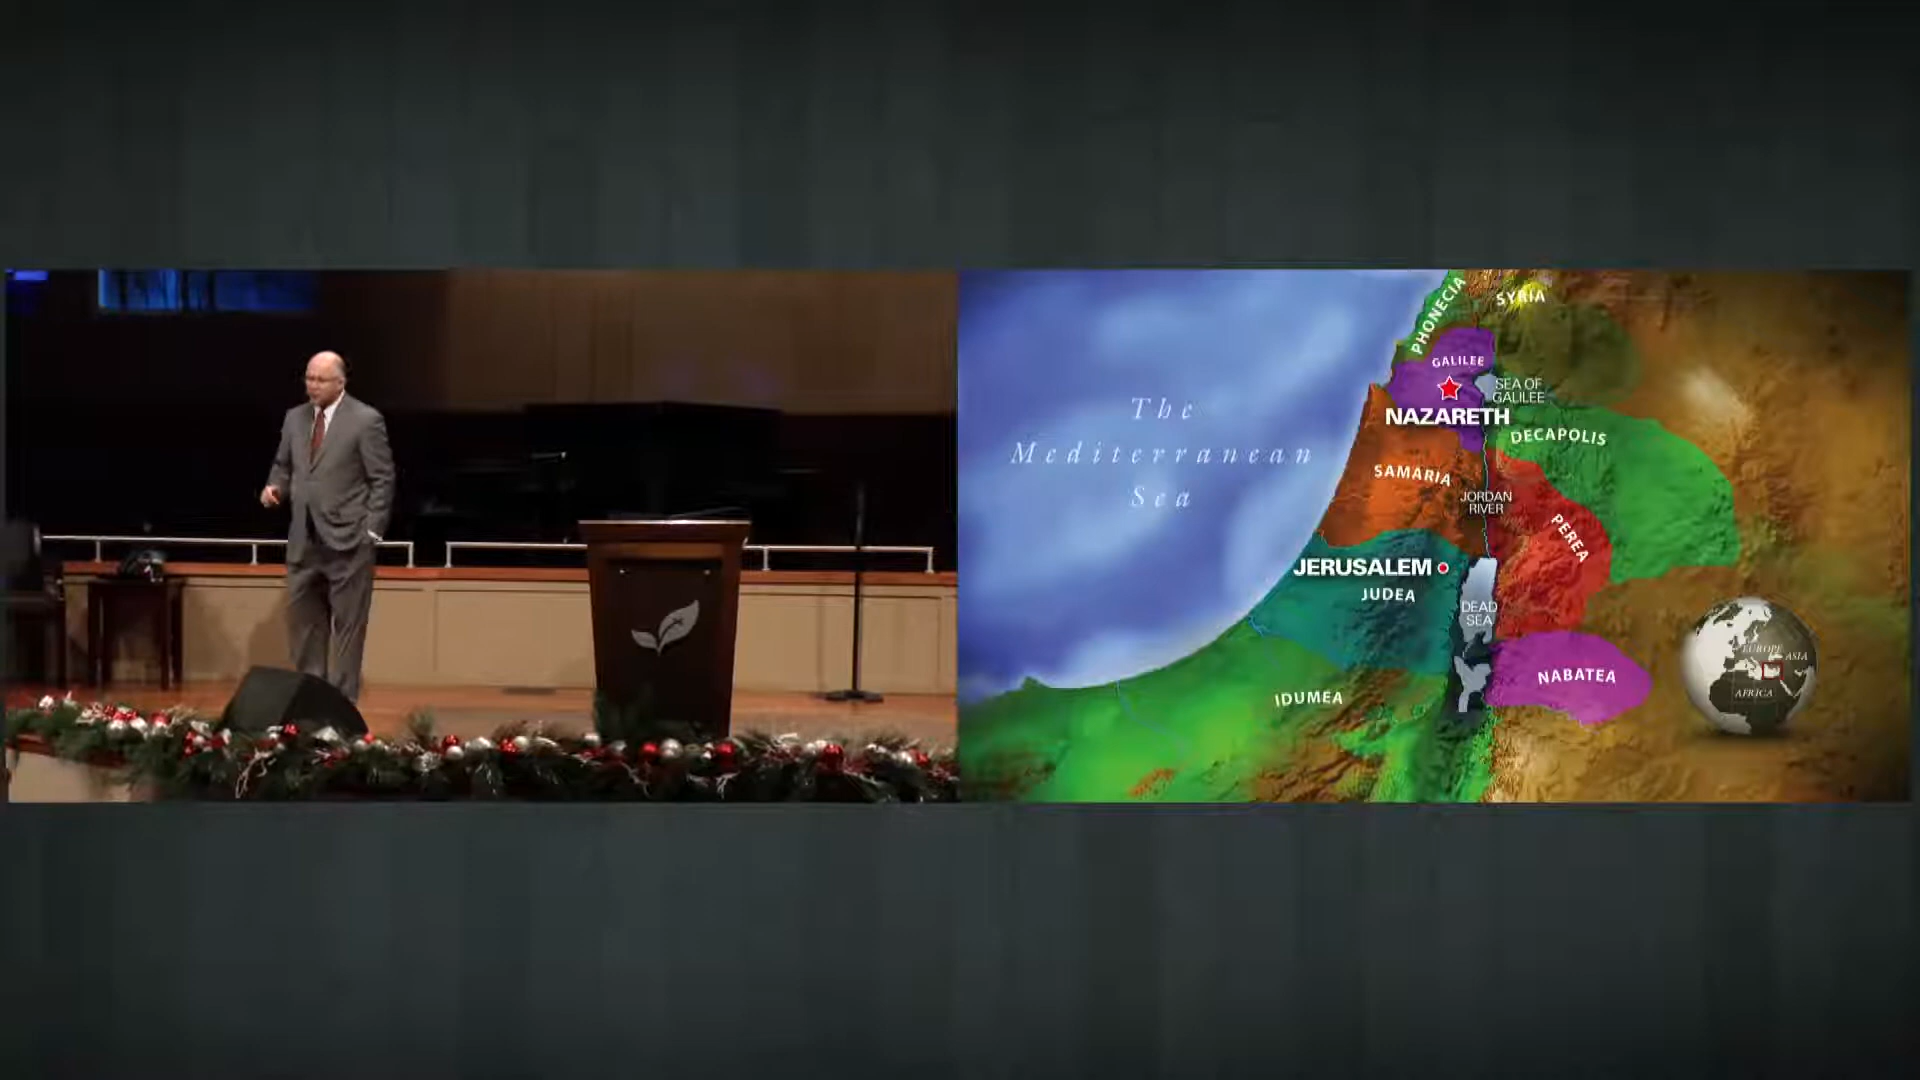 PHONECIA
SYRIA
GALILEE
SEA OF
GALILEE
NAZARETH
The
Mediterranean
Sea
DECAPOLIS
SAMARIA
JORDAN
RIVER
PEREA
JERUSALEM
JUDEA
DEAD
SEA
EUROPE
ASIA
AFRICA
NABATEA
IDUMEA